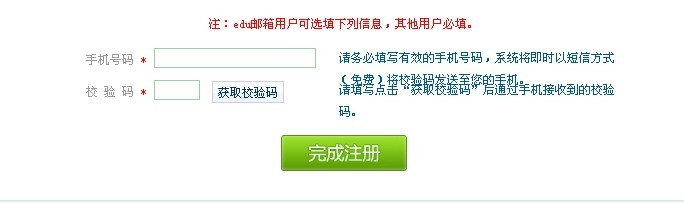 注：edu邮箱用户可选填下列信息，其他用户必填。
手机号码 *
请务必填写有效的手机号码，系统将即时以短信方式
（免费）将校验码发送至您的手机。
校 验 码 *
获取校验码
请填写点击“获取校验码”后通过手机接收到的校验
码。
完成注册